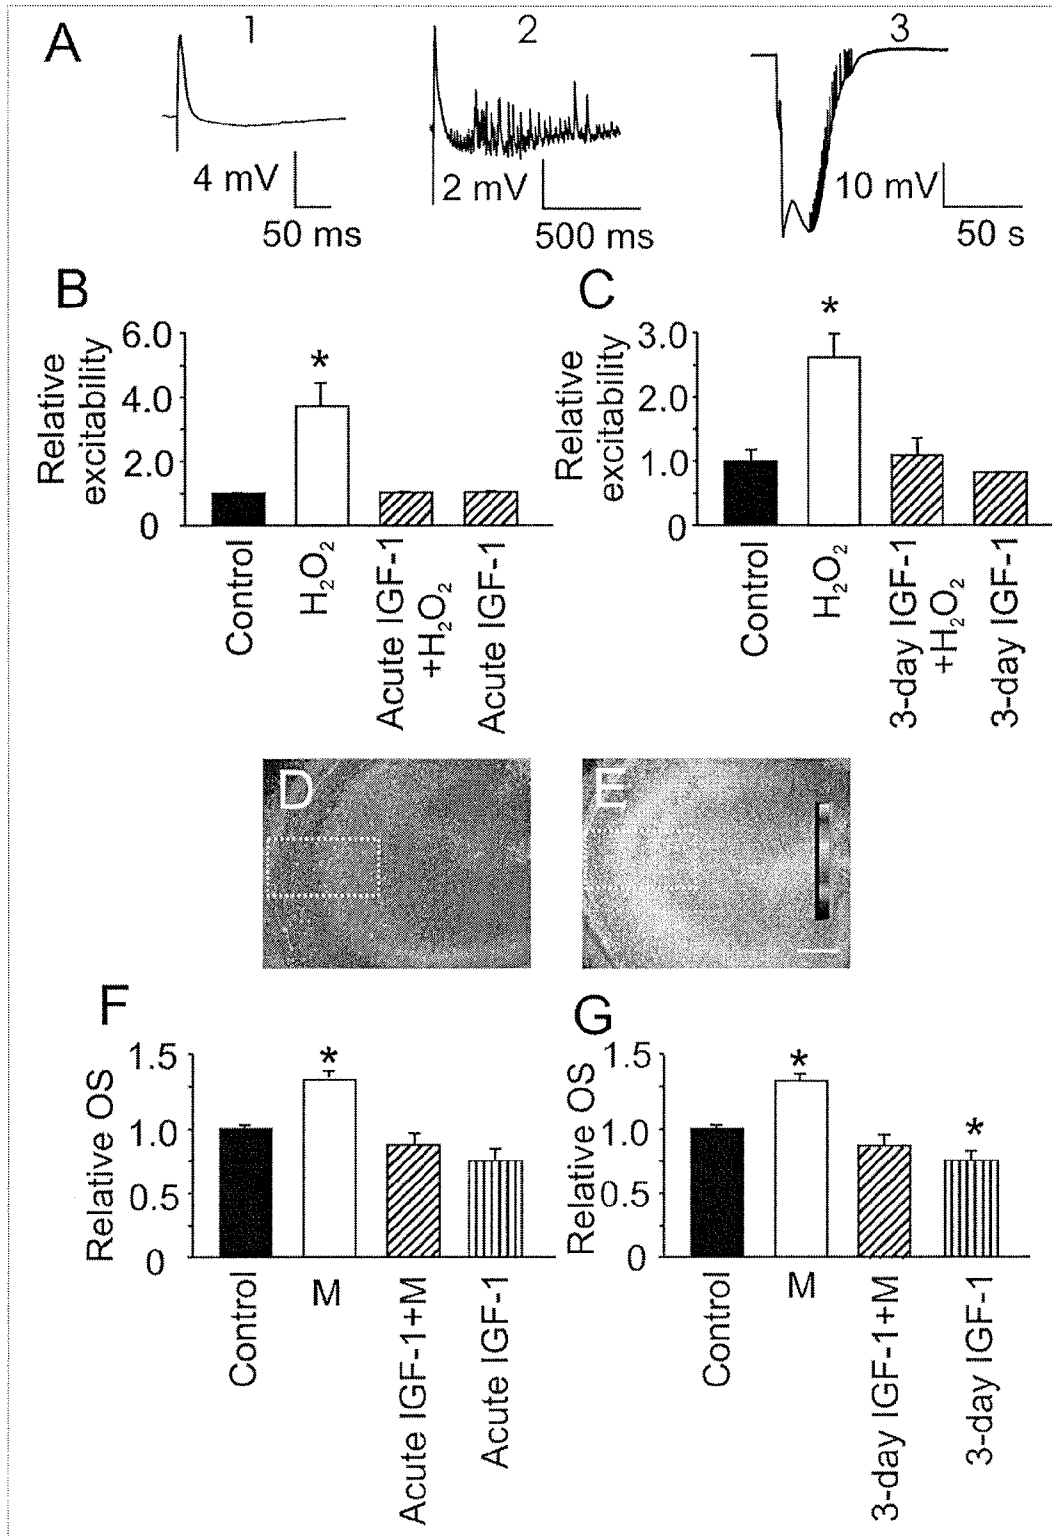 A
1
2
3
4 mV
50 ms
2 mV
500 ms
10 mV
50 s
B
Relative
excitability
6.0
4.0
2.0
0
*
Control
H₂O₂
Acute IGF-1
+H₂O₂
Acute IGF-1
C
Relative
excitability
3.0
2.0
1.0
0
*
Control
H₂O₂
3-day IGF-1
+H₂O₂
3-day IGF-1
D
E
F
Relative OS
1.5
1.0
0.5
0
*
Control
M
Acute IGF-1+M
Acute IGF-1
G
Relative OS
1.5
1.0
0.5
0
*
*
Control
M
3-day IGF-1+M
3-day IGF-1